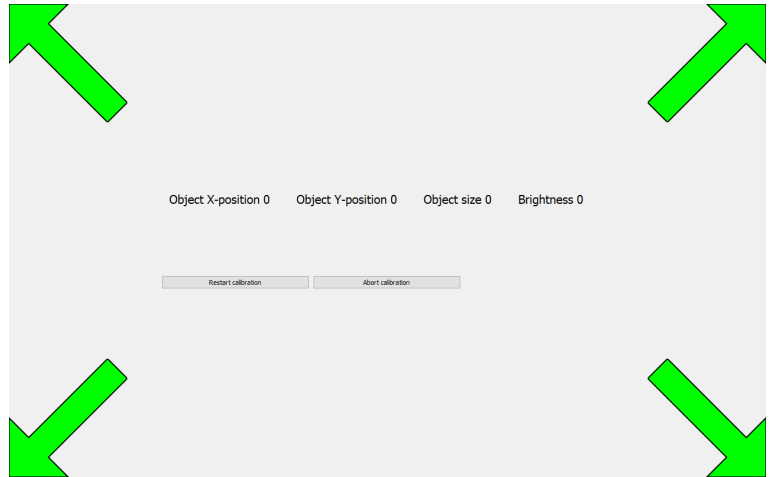 Object X-position 0 Object Y-position 0 Object size 0 Brightness 0
Restart calibration Abort calibration